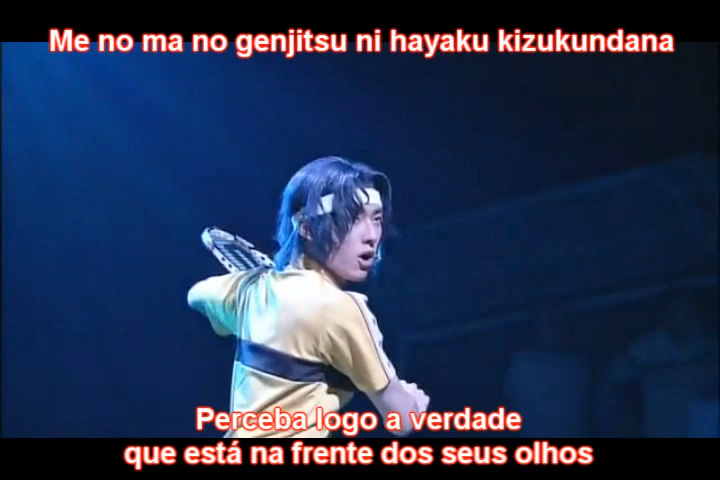 Me no ma no genjitsu ni hayaku kizukundana
Perceba logo a verdade
que está na frente dos seus olhos